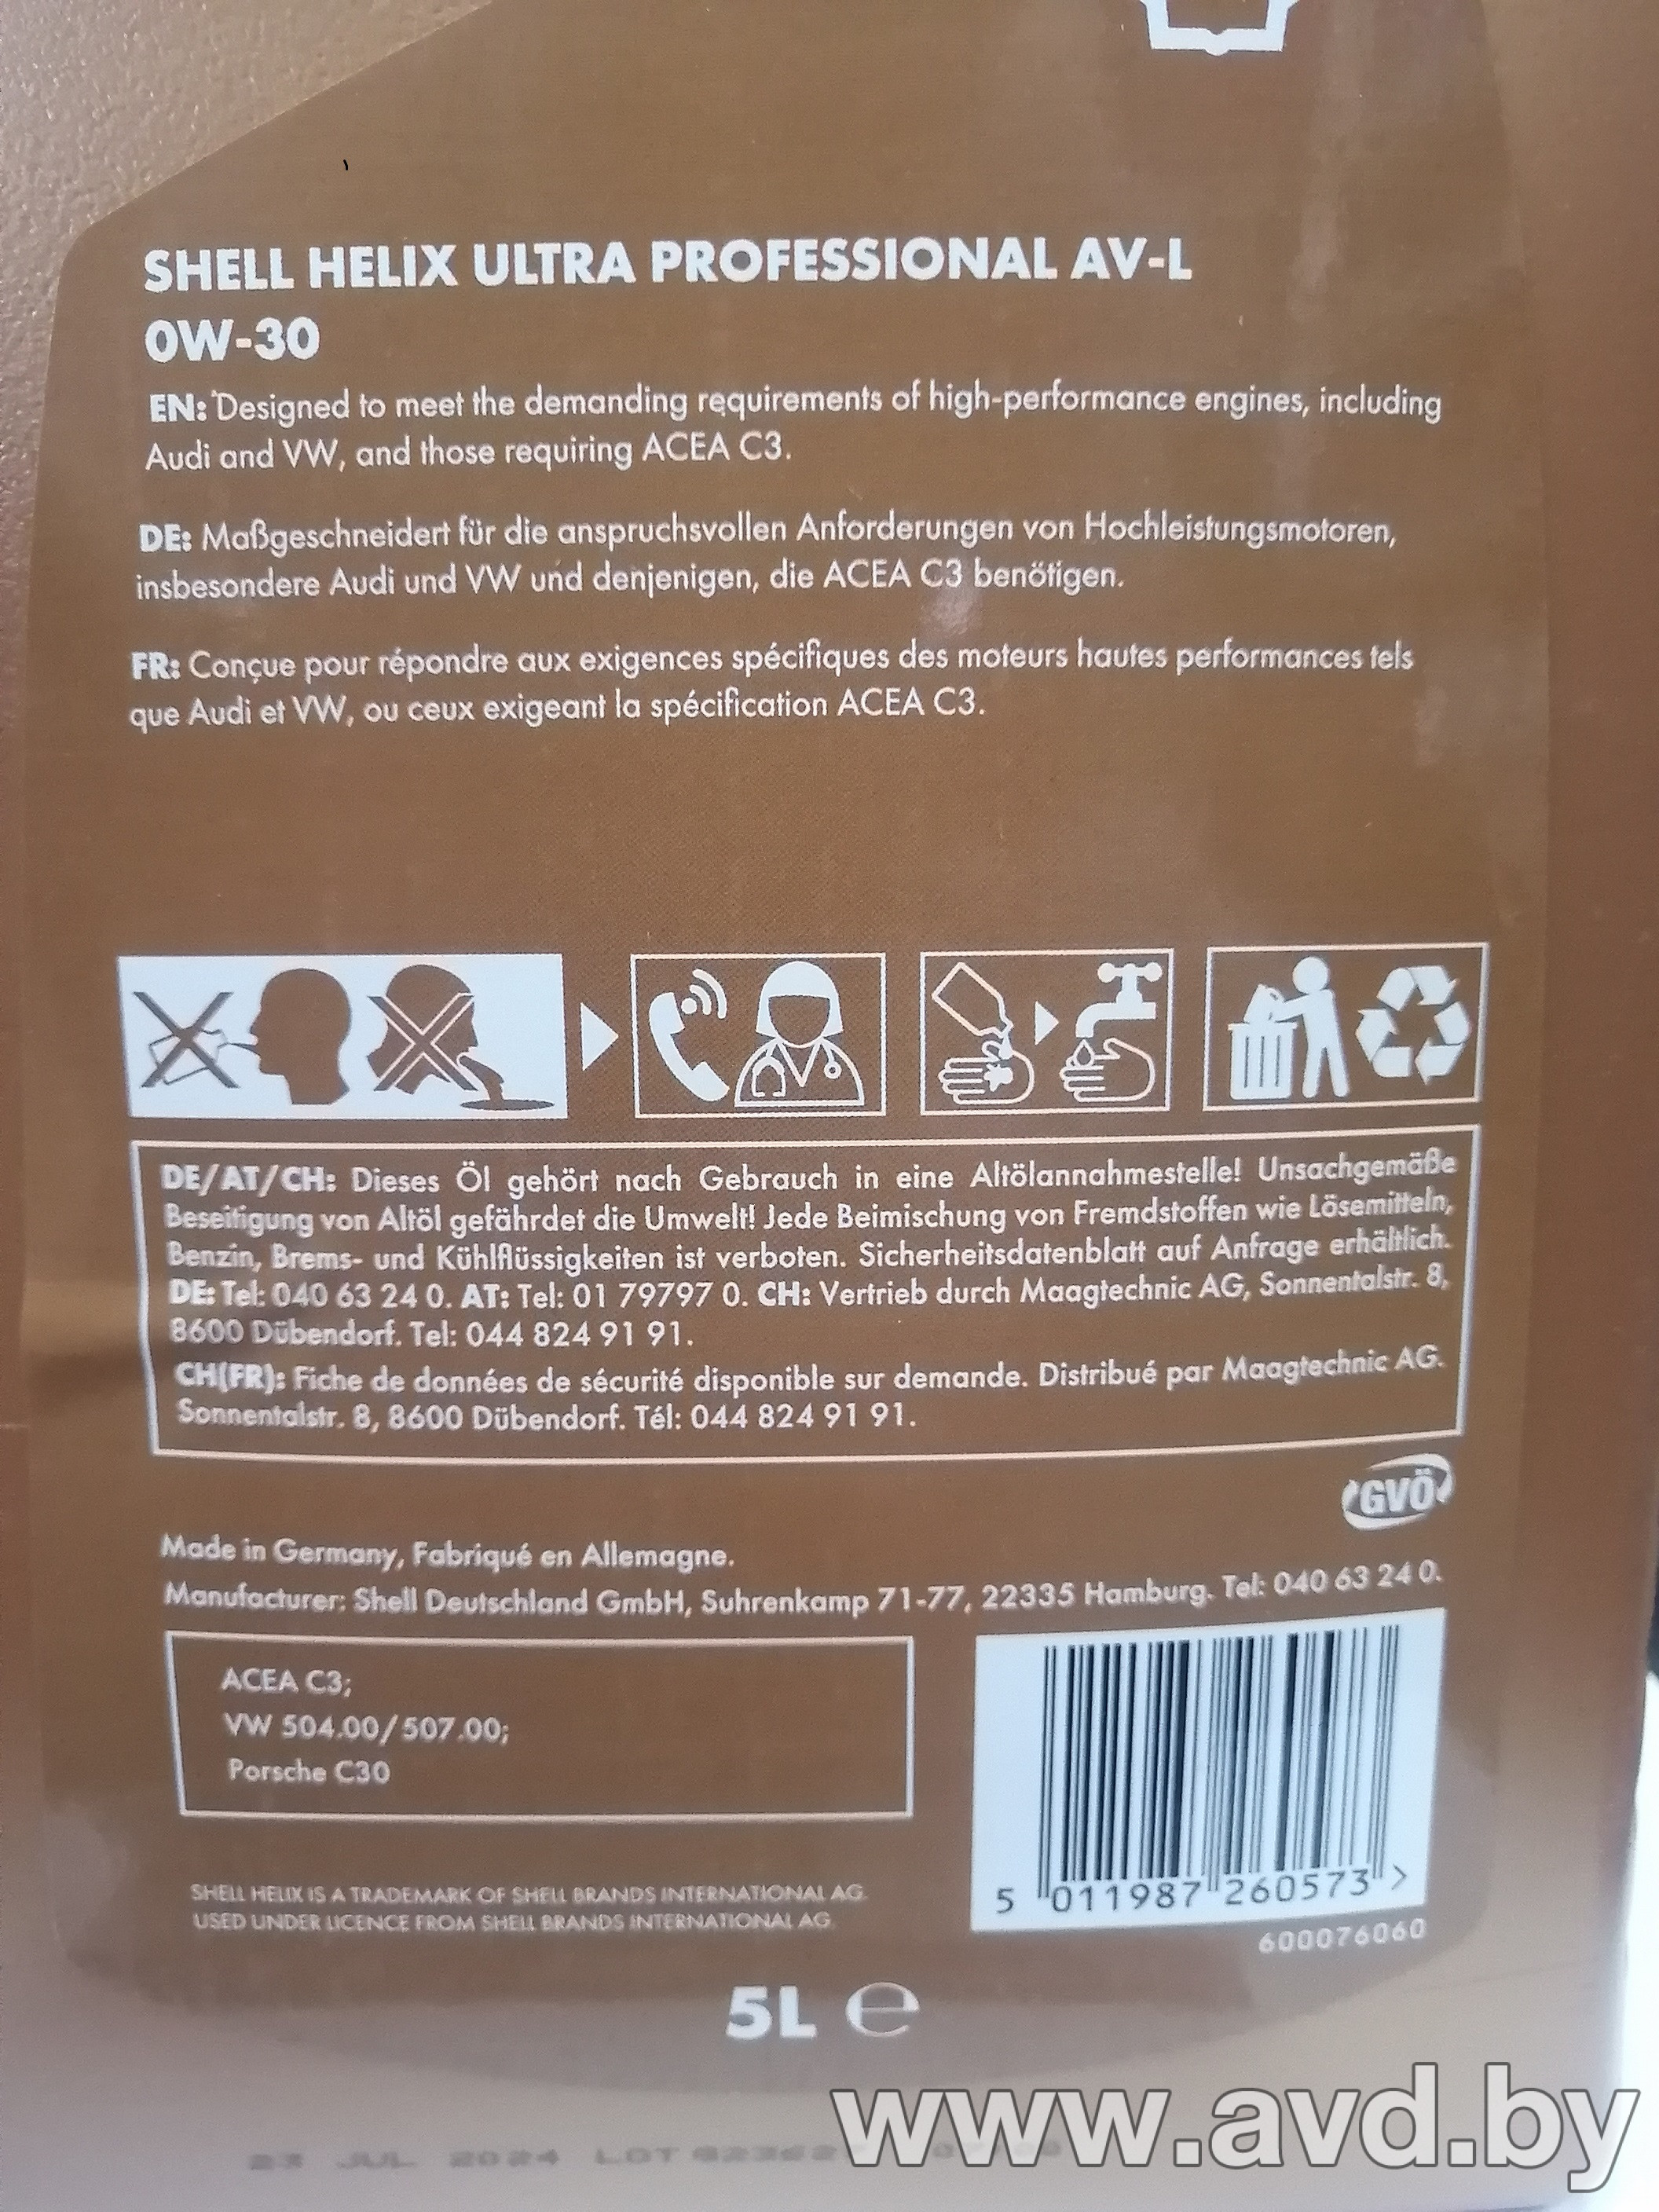 SHELL HELIX ULTRA PROFESSIONAL AV-L
0W-30
EN: Designed to meet the demanding requirements of high-performance engines, including
Audi and VW, and those requiring ACEA C3.
DE: Maßgeschneidert für die anspruchsvollen Anforderungen von Hochleistungsmotoren,
insbesondere Audi und VW und denjenigen, die ACEA C3 benötigen.
FR: Conçue pour répondre aux exigences spécifiques des moteurs hautes performances tels
que Audi et VW, ou ceux exigeant la spécification ACEA C3.
DE/AT/CH: Dieses Öl gehört nach Gebrauch in eine Altölannahmestelle! Unsachgemäße
Beseitigung von Altöl gefährdet die Umwelt! Jede Beimischung von Fremdstoffen wie Lösemitteln,
Benzin, Brems- und Kühlflüssigkeiten ist verboten. Sicherheitsdatenblatt auf Anfrage erhältlich.
DE: Tel: 040 63 24 0. AT: Tel: 01 79797 0. CH: Vertrieb durch Maagtechnic AG, Sonnentalstr. 8,
8600 Dübendorf. Tel: 044 824 91 91.
CH(FR): Fiche de données de sécurité disponible sur demande. Distribué par Maagtechnic AG.
Sonnentalstr. 8, 8600 Dübendorf. Tél: 044 824 91 91.
GVÖ
Made in Germany, Fabriqué en Allemagne.
Manufacturer: Shell Deutschland GmbH, Suhrenkamp 71-77, 22335 Hamburg. Tel: 040 63 24 0.
ACEA C3;
VW 504.00/507.00;
Porsche C30
5 011987 260573 >
600076060
SHELL HELIX IS A TRADEMARK OF SHELL BRANDS INTERNATIONAL AG.
USED UNDER LICENCE FROM SHELL BRANDS INTERNATIONAL AG.
5L e
www.avd.by
23 JUL 2024 LOT